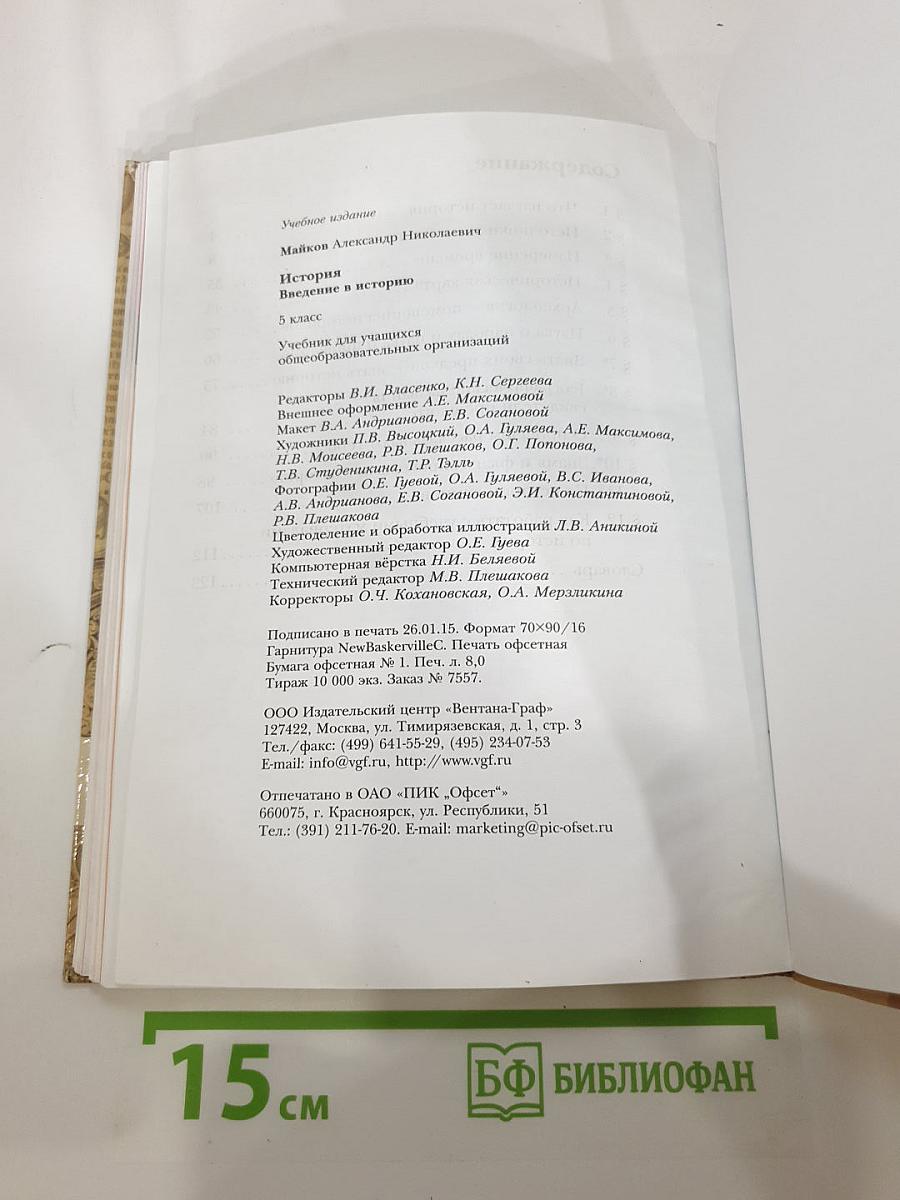 Учебное издание
Майков Александр Николаевич
История
Введение в историю
5 класс
Учебник для учащихся
общеобразовательных организаций
Редакторы В.И. Власенко, К.Н. Сергеева
Внешнее оформление А.Е. Максимовой
Макет В.А. Андрианова, Е.В. Согановой
Художники П.В. Высоцкий, О.А. Гуляева, А.Е. Максимова,
Н.В. Моисеева, Р.В. Плешаков, О.Г. Попонова,
Т.В. Студеникина, Т.Р. Тэлль
Фотографии О.Е. Гуевой, О.А. Гуляевой, В.С. Иванова,
А.В. Андрианова, Е.В. Согановой, Э.И. Константиновой,
Р.В. Плешакова
Цветоделение и обработка иллюстраций Л.В. Аникиной
Художественный редактор О.Е. Гуева
Компьютерная вёрстка Н.И. Беляевой
Технический редактор М.В. Плешакова
Корректоры О.Ч. Кохановская, О.А. Мерзликина
Подписано в печать 26.01.15. Формат 70×90/16
Гарнитура NewBaskervilleC. Печать офсетная
Бумага офсетная № 1. Печ. л. 8,0
Тираж 10 000 экз. Заказ № 7557.
ООО Издательский центр «Вентана-Граф»
127422, Москва, ул. Тимирязевская, д. 1, стр. 3
Тел./факс: (499) 641-55-29, (495) 234-07-53
E-mail: info@vgf.ru, http://www.vgf.ru
Отпечатано в ОАО «ПИК „Офсет“»
660075, г. Красноярск, ул. Республики, 51
Тел.: (391) 211-76-20. E-mail: marketing@pic-ofset.ru
15 см
БФ БИБЛИОФАН